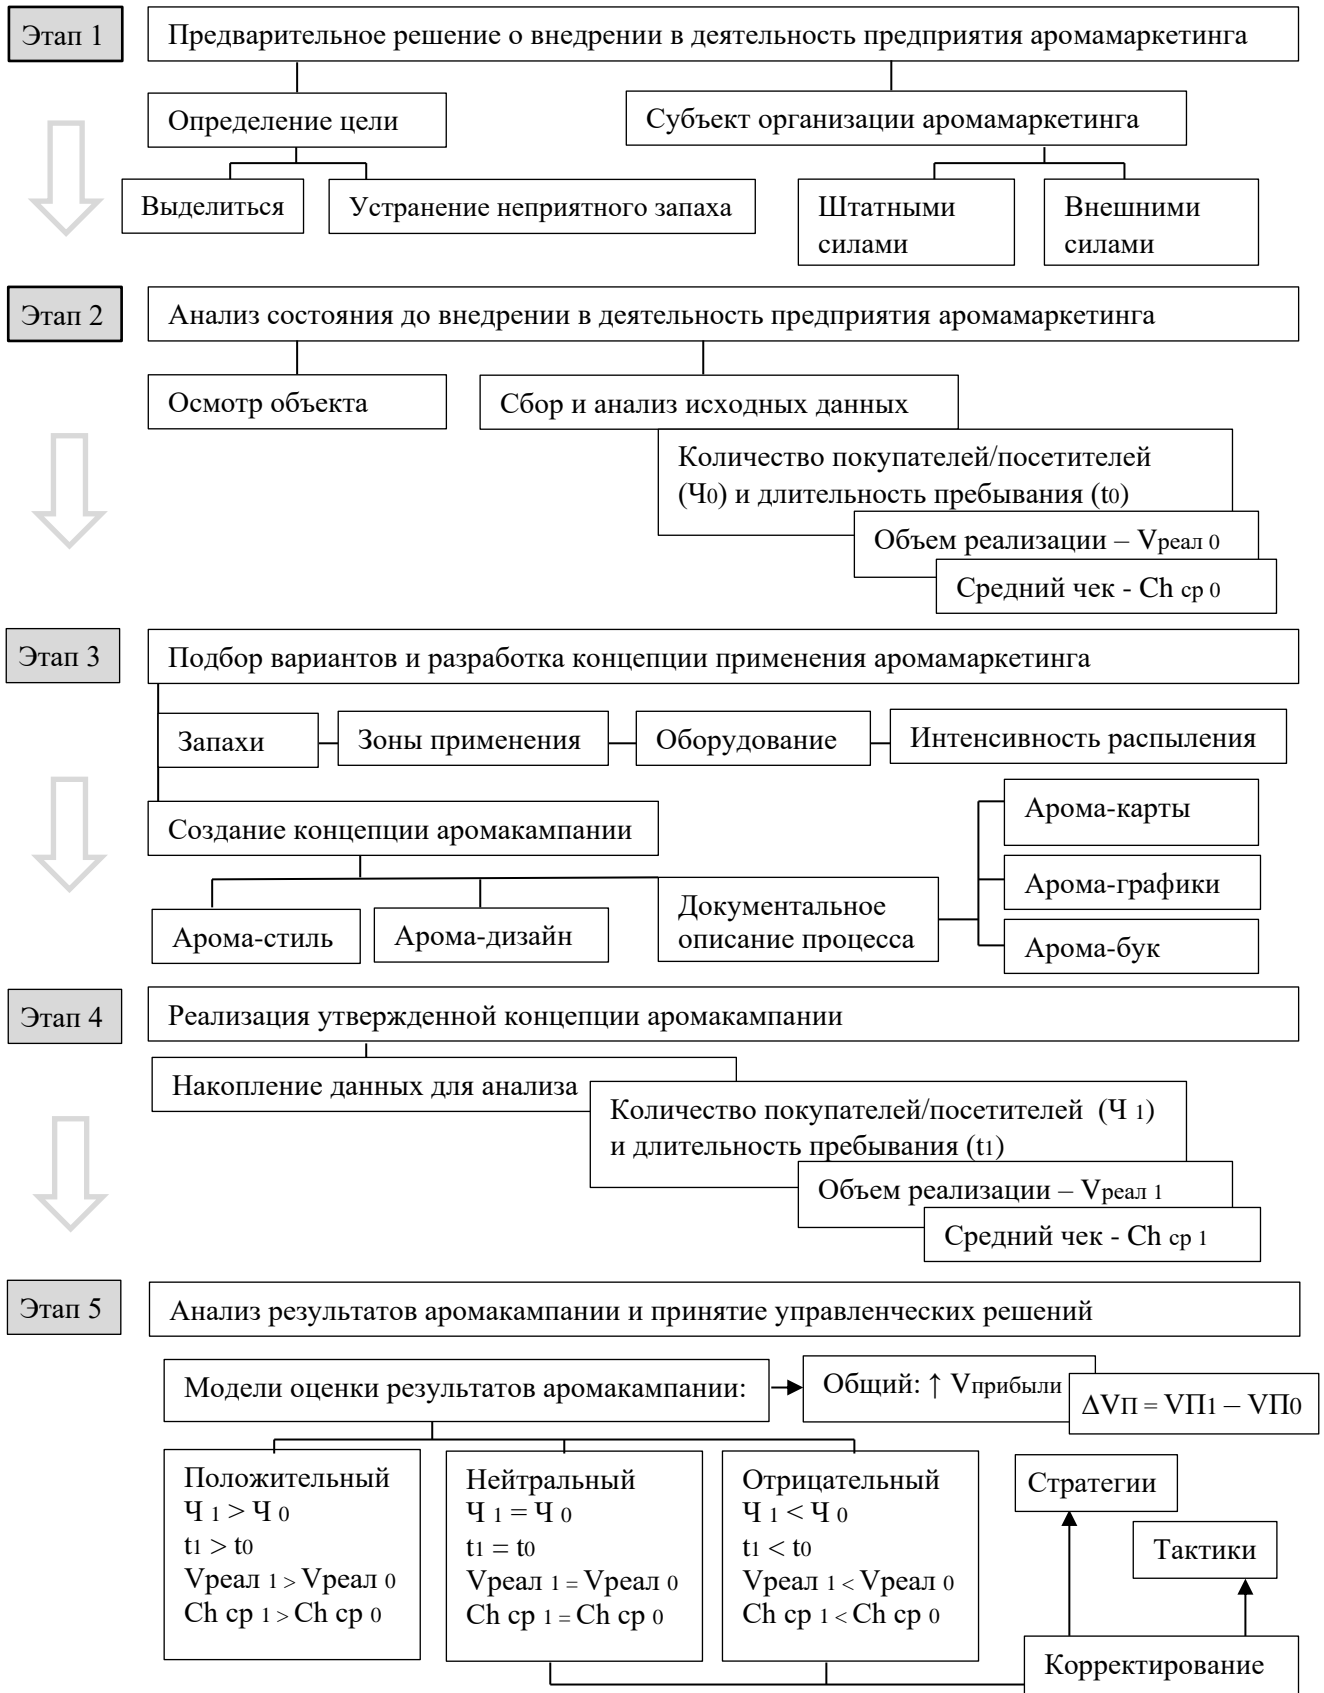 Этап 1
Предварительное решение о внедрении в деятельность предприятия аромамаркетинга
Определение цели
Субъект организации аромамаркетинга
Выделиться
Устранение неприятного запаха
Штатными
силами
Внешними
силами
Этап 2
Анализ состояния до внедрении в деятельность предприятия аромамаркетинга
Осмотр объекта
Сбор и анализ исходных данных
Количество покупателей/посетителей
(Ч0) и длительность пребывания (t0)
Объем реализации – Vреал 0
Средний чек - Ch ср 0
Этап 3
Подбор вариантов и разработка концепции применения аромамаркетинга
Запахи
Зоны применения
Оборудование
Интенсивность распыления
Создание концепции аромакампании
Арома-стиль
Арома-дизайн
Документальное
описание процесса
Арома-карты
Арома-графики
Арома-бук
Этап 4
Реализация утвержденной концепции аромакампании
Накопление данных для анализа
Количество покупателей/посетителей (Ч 1)
и длительность пребывания (t1)
Объем реализации – Vреал 1
Средний чек - Ch ср 1
Этап 5
Анализ результатов аромакампании и принятие управленческих решений
Модели оценки результатов аромакампании:
Общий: ↑ Vприбыли
ΔVП = VП1 – VП0
Положительный
Ч 1 > Ч 0
t1 > t0
Vреал 1 > Vреал 0
Ch ср 1 > Ch ср 0
Нейтральный
Ч 1 = Ч 0
t1 = t0
Vреал 1 = Vреал 0
Ch ср 1 = Ch ср 0
Отрицательный
Ч 1 < Ч 0
t1 < t0
Vреал 1 < Vреал 0
Ch ср 1 < Ch ср 0
Стратегии
Тактики
Корректирование